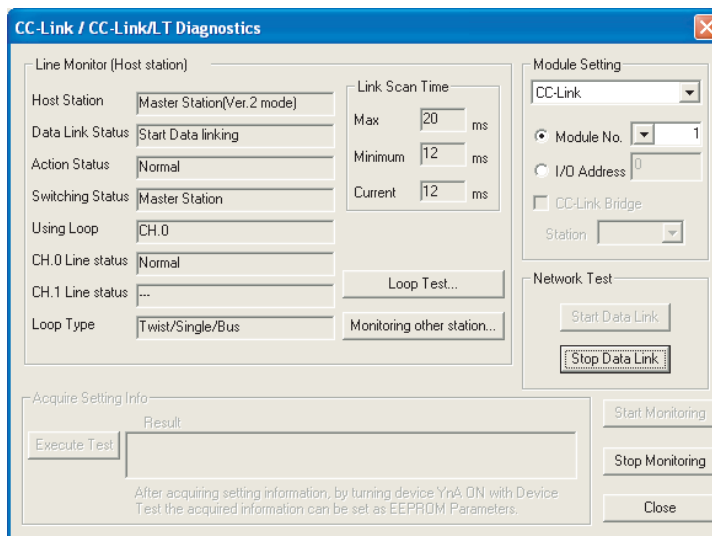 CC-Link / CC-Link/LT Diagnostics
Line Monitor (Host station)
Host Station Master Station(Ver.2 mode)
Data Link Status Start Data linking
Action Status Normal
Switching Status Master Station
Using Loop CH.0
CH.0 Line status Normal
CH.1 Line status ---
Loop Type Twist/Single/Bus
Link Scan Time
Max 20 ms
Minimum 12 ms
Current 12 ms
Loop Test...
Monitoring other station...
Module Setting
CC-Link
Module No. 1
I/O Address 0
CC-Link Bridge
Station
Network Test
Start Data Link
Stop Data Link
Acquire Setting Info
Result
Execute Test
After acquiring setting information, by turning device YnA ON with Device
Test the acquired information can be set as EEPROM Parameters.
Start Monitoring
Stop Monitoring
Close